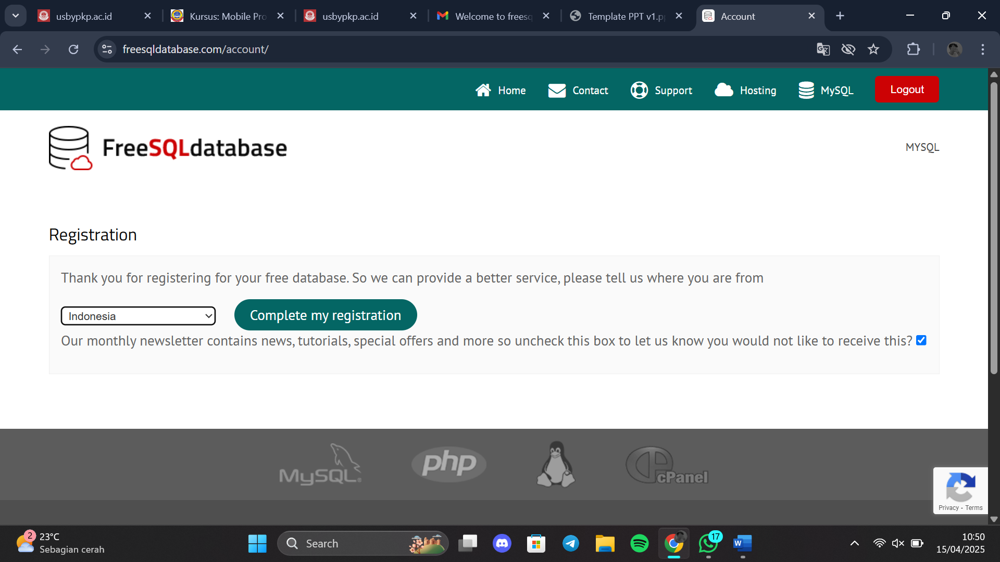 usbypkp.ac.id
Kursus: Mobile Pro
usbypkp.ac.id
Welcome to freesq
Template PPT v1.p
Account
freesqldatabase.com/account/
Home
Contact
Support
Hosting
MySQL
Logout
FreeSQLdatabase
MYSQL
Registration
Thank you for registering for your free database. So we can provide a better service, please tell us where you are from
Indonesia
Complete my registration
Our monthly newsletter contains news, tutorials, special offers and more so uncheck this box to let us know you would not like to receive this?
MySQL®
php
cPanel
Privacy - Terms
2
23°C
Sebagian cerah
Search
17
W
10:50
15/04/2025